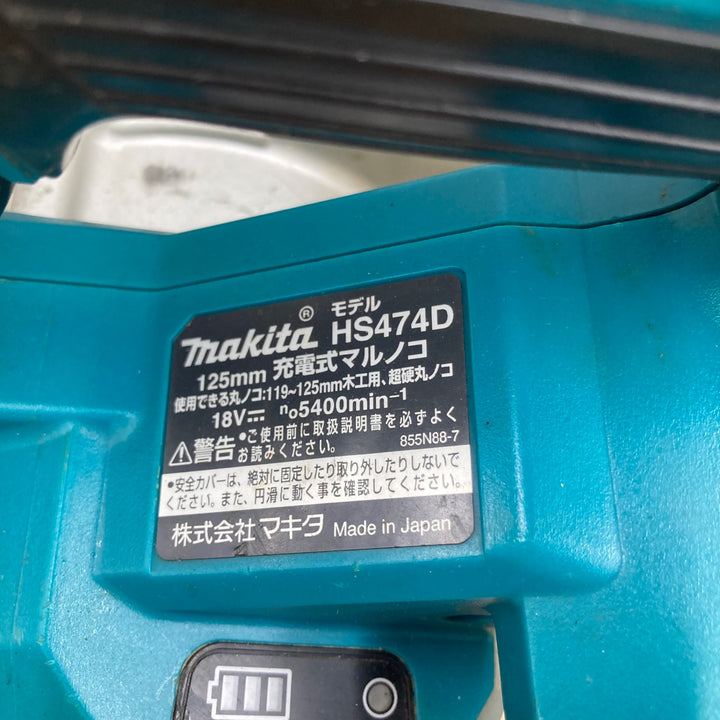 makita® モデル HS474D
125mm 充電式マルノコ
使用できる丸ノコ:119~125mm木工用、超硬丸ノコ
18V⎓ n₀5400min⁻¹
⚠警告 •ご使用前に取扱説明書を必ずよく
お読みください。 855N88-7
•安全カバーは、絶対に固定したり取り外したりしないで
ください。また、円滑に動く事を確認してください。
株式会社マキタ Made in Japan